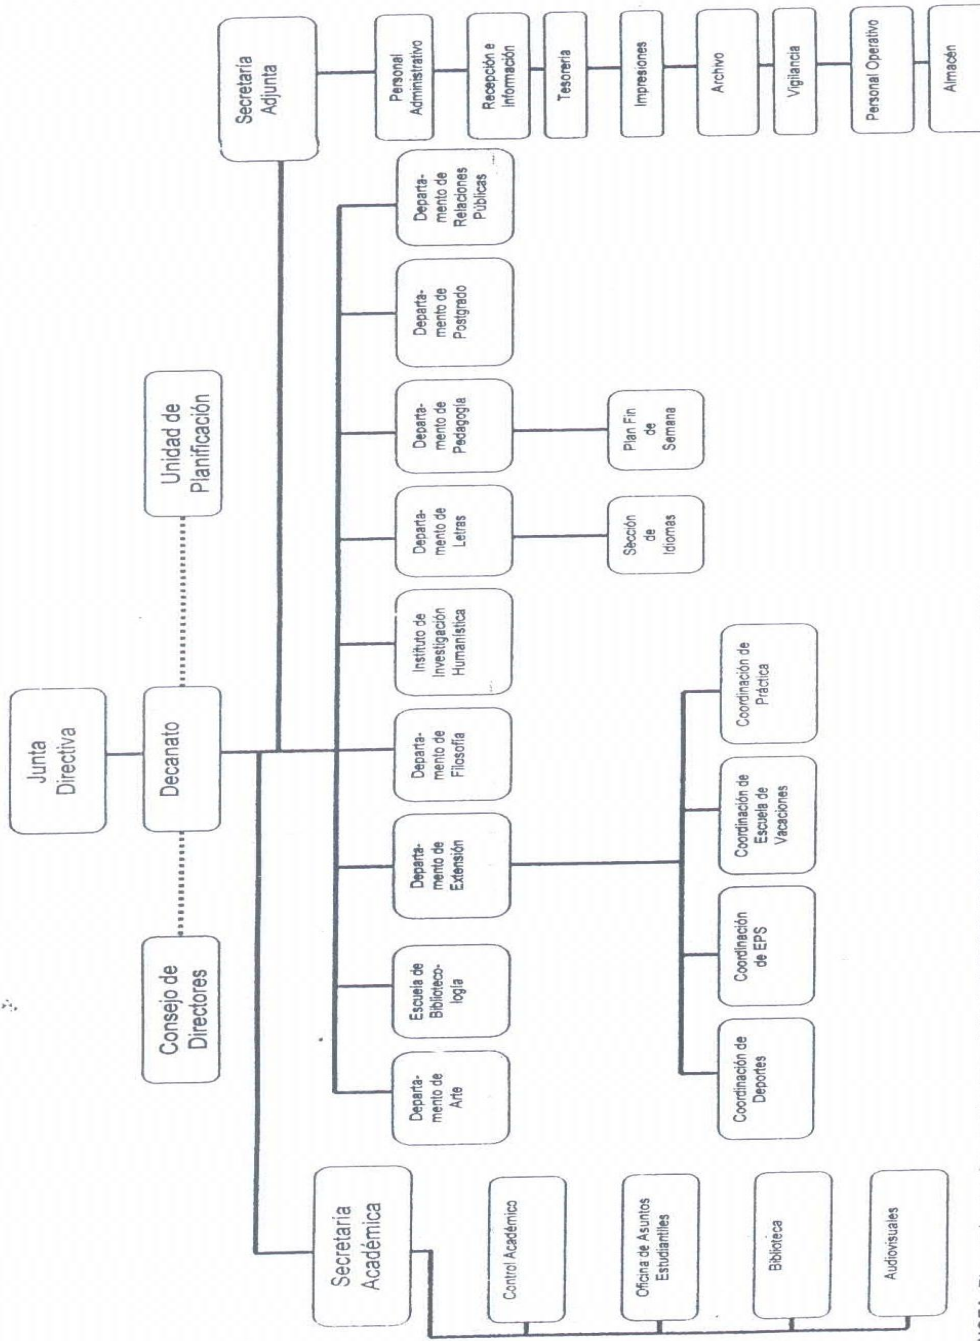 Junta
Directiva
Consejo de
Directores
Decanato
Unidad de
Planificación
Secretaría
Académica
Secretaría
Adjunta
Departa-
mento de
Arte
Escuela de
Biblioteco-
logía
Departa-
mento de
Extensión
Departa-
mento de
Filosofía
Instituto de
Investigación
Humanística
Departa-
mento de
Letras
Departa-
mento de
Pedagogía
Departa-
mento de
Postgrado
Departa-
mento de
Relaciones
Públicas
Control Académico
Oficina de Asuntos
Estudiantiles
Biblioteca
Audiovisuales
Coordinación de
Deportes
Coordinación
de EPS
Coordinación de
Escuela de
Vacaciones
Coordinación de
Práctica
Sección
de
Idiomas
Plan Fin
de
Semana
Personal
Administrativo
Recepción e
Información
Tesorería
Impresiones
Archivo
Vigilancia
Personal Operativo
Almacén